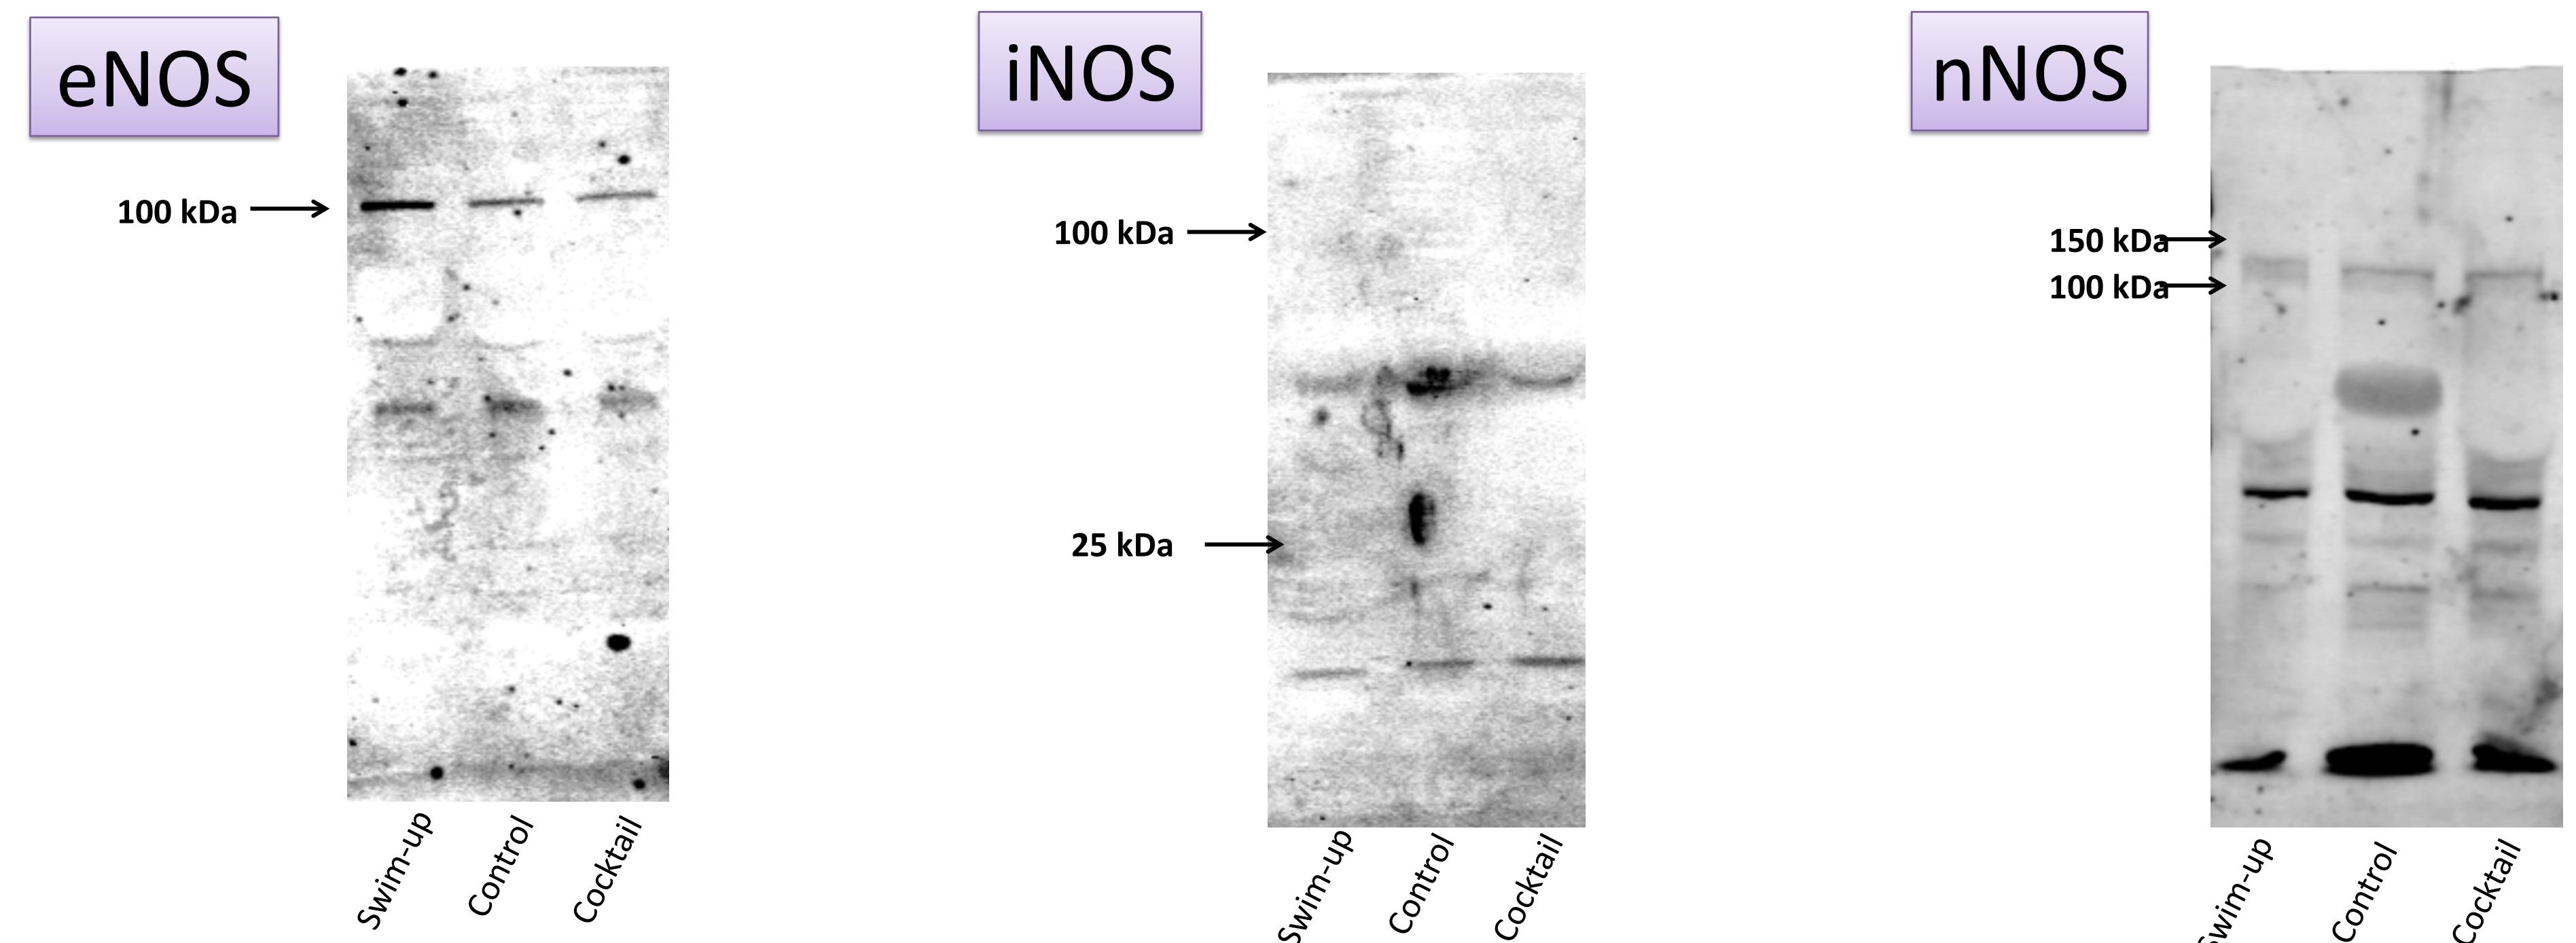 eNOS
iNOS
nNOS
100 kDa
100 kDa
25 kDa
150 kDa
100 kDa
Swim-up
Control
Cocktail
Swim-up
Control
Cocktail
Swim-up
Control
Cocktail